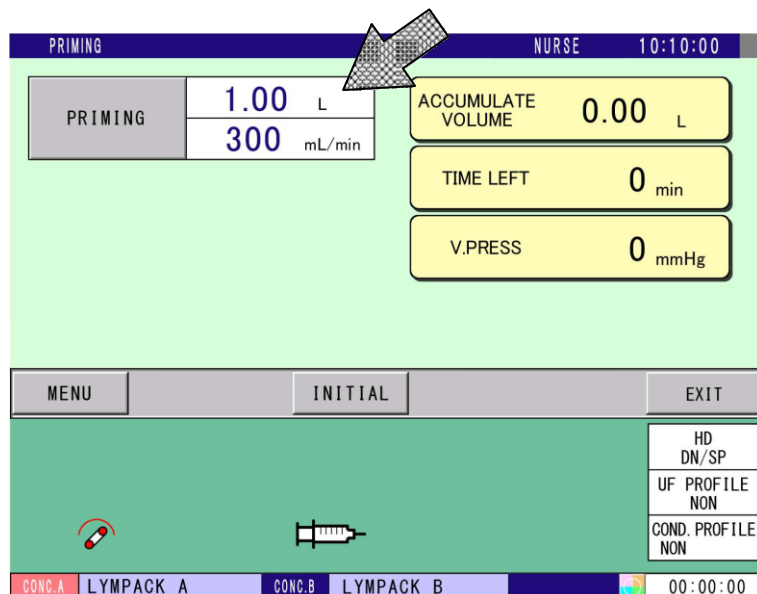 PRIMING NURSE 10:10:00
PRIMING
1.00 L
300 mL/min
ACCUMULATE
VOLUME 0.00 L
TIME LEFT 0 min
V.PRESS 0 mmHg
MENU INITIAL EXIT
HD
DN/SP
UF PROFILE
NON
COND.PROFILE
NON
CONC.A LYMPACK A CONC.B LYMPACK B 00:00:00